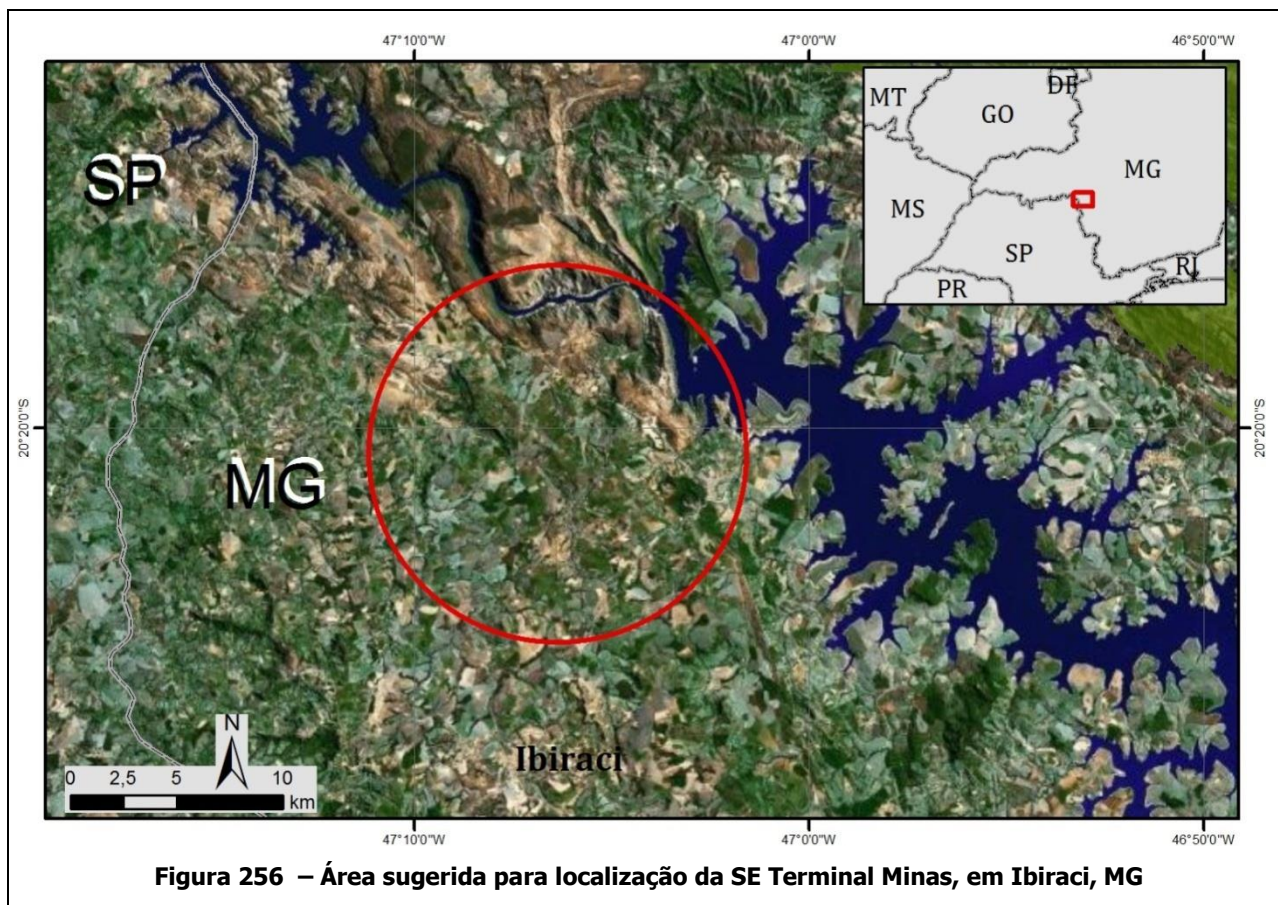 47°10'0"W 47°0'0"W 46°50'0"W
MT
DF
GO
MG
MS
SP
RJ
PR
SP
20°20'0"S 20°20'0"S
MG
Ibiraci
N
0 2,5 5 10
km
47°10'0"W 47°0'0"W 46°50'0"W
Figura 256 – Área sugerida para localização da SE Terminal Minas, em Ibiraci, MG